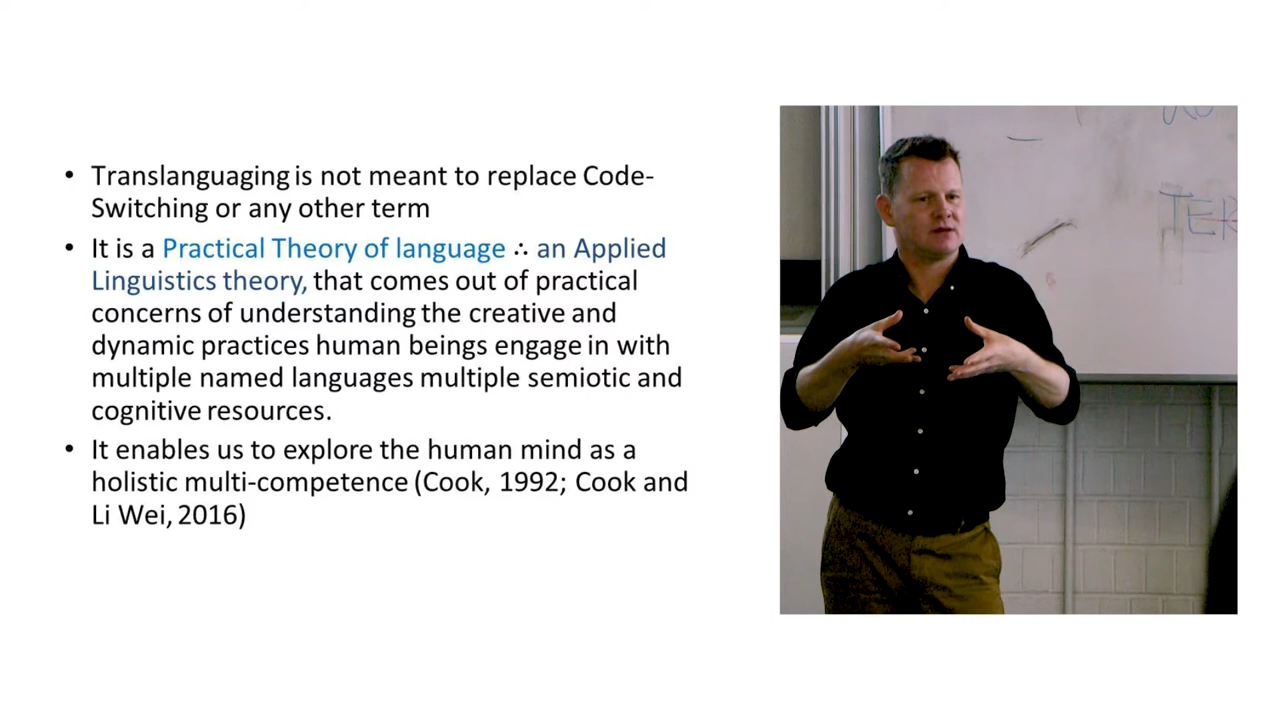 • Translanguaging is not meant to replace Code-
Switching or any other term
• It is a Practical Theory of language ∴ an Applied
Linguistics theory, that comes out of practical
concerns of understanding the creative and
dynamic practices human beings engage in with
multiple named languages multiple semiotic and
cognitive resources.
• It enables us to explore the human mind as a
holistic multi-competence (Cook, 1992; Cook and
Li Wei, 2016)
TER